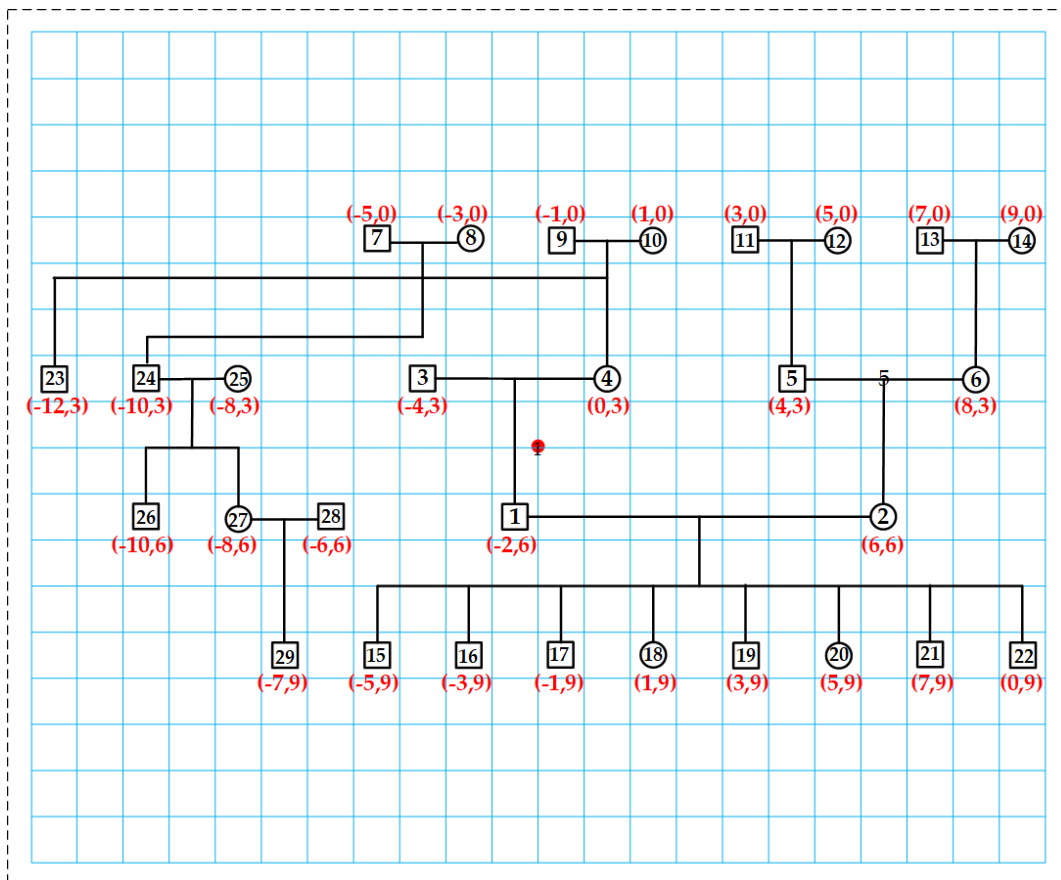 (-5,0) (-3,0) (-1,0) (1,0) (3,0) (5,0) (7,0) (9,0)
7 8 9 10 11 12 13 14
23 24 25 3 4 5 5 6
(-12,3) (-10,3) (-8,3) (-4,3) (0,3) (4,3) (8,3)
1
26 27 28 1 2
(-10,6) (-8,6) (-6,6) (-2,6) (6,6)
29 15 16 17 18 19 20 21 22
(-7,9) (-5,9) (-3,9) (-1,9) (1,9) (3,9) (5,9) (7,9) (0,9)